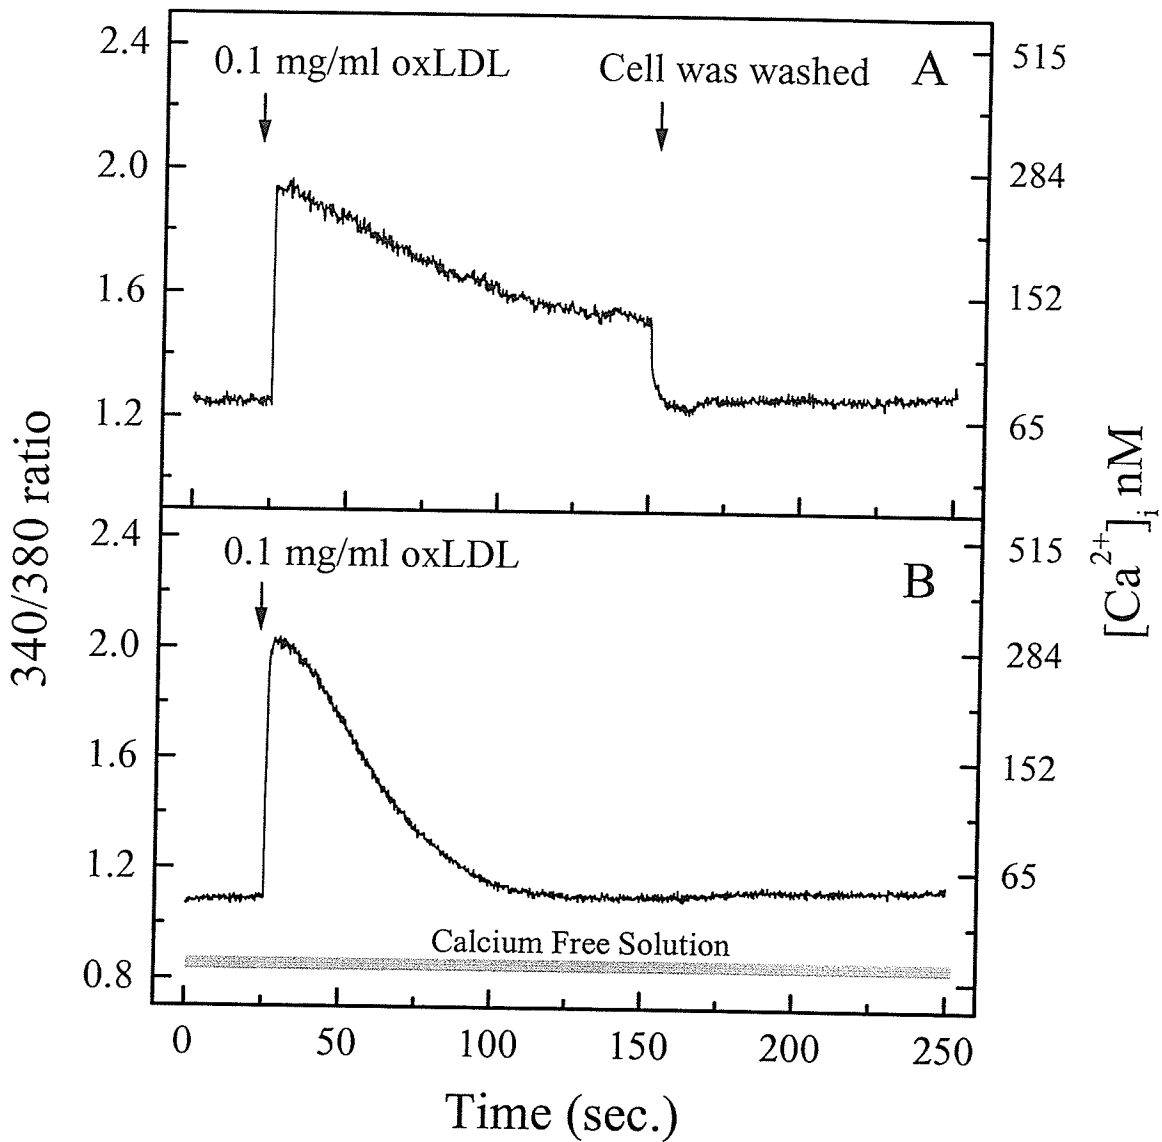 0.1 mg/ml oxLDL
Cell was washed
A
2.4
2.0
1.6
1.2
515
284
152
65
0.1 mg/ml oxLDL
B
2.4
2.0
1.6
1.2
0.8
515
284
152
65
Calcium Free Solution
0 50 100 150 200 250
Time (sec.)
340/380 ratio
[Ca²⁺]ᵢ nM